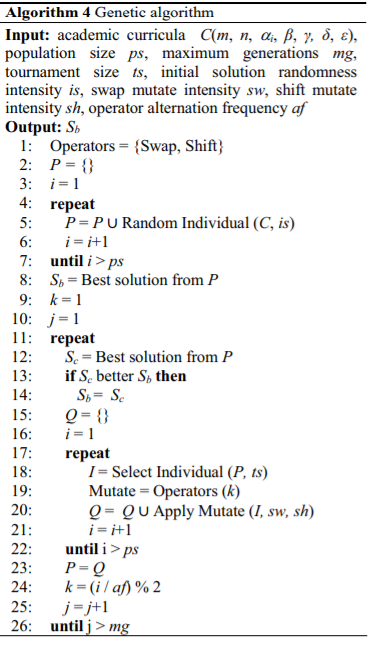 Algorithm 4 Genetic algorithm
Input: academic curricula C(m, n, αi, β, γ, δ, ε),
population size ps, maximum generations mg,
tournament size ts, initial solution randomness
intensity is, swap mutate intensity sw, shift mutate
intensity sh, operator alternation frequency af
Output: Sb
1: Operators = {Swap, Shift}
2: P = {}
3: i = 1
4: repeat
5: P = P U Random Individual (C, is)
6: i = i+1
7: until i > ps
8: Sb = Best solution from P
9: k = 1
10: j = 1
11: repeat
12: Sc = Best solution from P
13: if Sc better Sb then
14: Sb = Sc
15: Q = {}
16: i = 1
17: repeat
18: I = Select Individual (P, ts)
19: Mutate = Operators (k)
20: Q = Q U Apply Mutate (I, sw, sh)
21: i = i+1
22: until i > ps
23: P = Q
24: k = (i / af) % 2
25: j = j+1
26: until j > mg